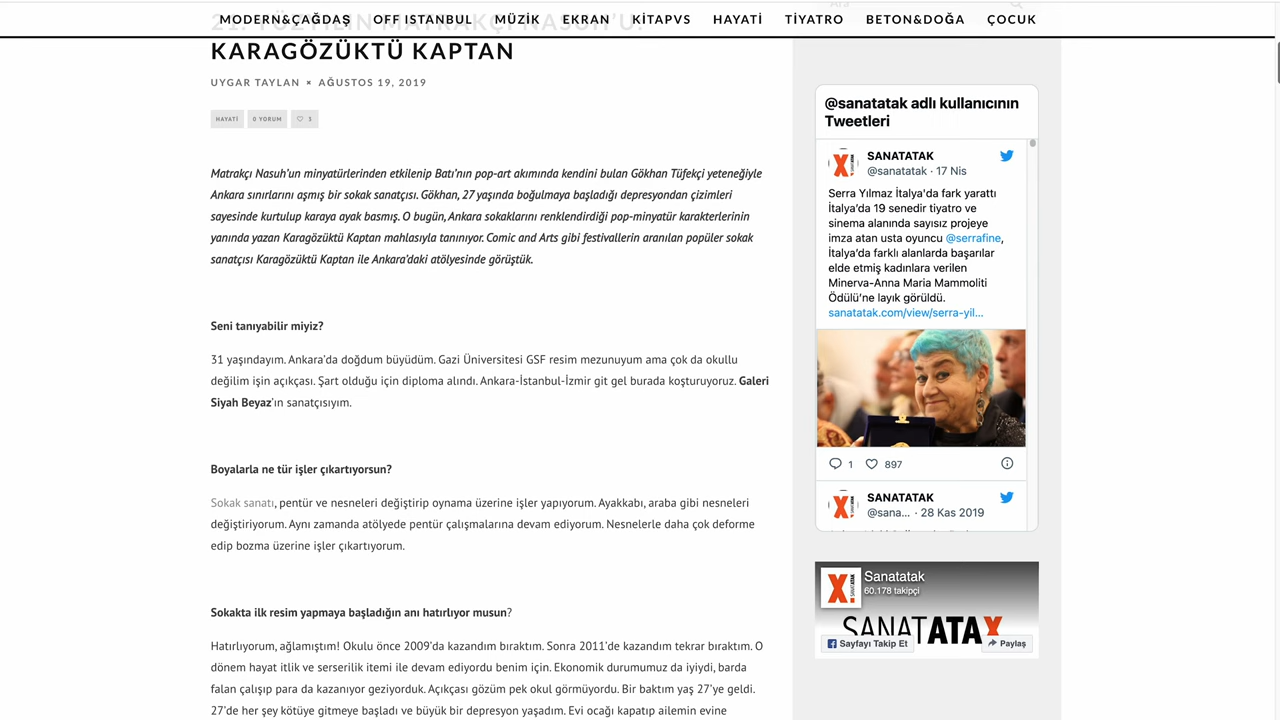 MODERN&ÇAĞDAŞ OFF ISTANBUL MÜZİK EKRAN KİTAPVS HAYATİ TİYATRO BETON&DOĞA ÇOCUK
21. YÜZYILIN MATRAKÇI NASUH'U:
KARAGÖZÜKTÜ KAPTAN
UYGAR TAYLAN × AĞUSTOS 19, 2019
HAYATİ 0 YORUM 3
Matrakçı Nasuh'un minyatürlerinden etkilenip Batı'nın pop-art akımında kendini bulan Gökhan Tüfekçi yeteneğiyle
Ankara sınırlarını aşmış bir sokak sanatçısı. Gökhan, 27 yaşında boğulmaya başladığı depresyondan çizimleri
sayesinde kurtulup karaya ayak basmış. O bugün, Ankara sokaklarını renklendirdiği pop-minyatür karakterlerinin
yanında yazan Karagözüktü Kaptan mahlasıyla tanınıyor. Comic and Arts gibi festivallerin aranılan popüler sokak
sanatçısı Karagözüktü Kaptan ile Ankara'daki atölyesinde görüştük.
Seni tanıyabilir miyiz?
31 yaşındayım. Ankara'da doğdum büyüdüm. Gazi Üniversitesi GSF resim mezunuyum ama çok da okullu
değilim işin açıkçası. Şart olduğu için diploma alındı. Ankara-İstanbul-İzmir git gel burada koşturuyoruz. Galeri
Siyah Beyaz'ın sanatçısıyım.
Boyalarla ne tür işler çıkartıyorsun?
Sokak sanatı, pentür ve nesneleri değiştirip oynama üzerine işler yapıyorum. Ayakkabı, araba gibi nesneleri
değiştiriyorum. Aynı zamanda atölyede pentür çalışmalarına devam ediyorum. Nesnelerle daha çok deforme
edip bozma üzerine işler çıkartıyorum.
Sokakta ilk resim yapmaya başladığın anı hatırlıyor musun?
Hatırlıyorum, ağlamıştım! Okulu önce 2009'da kazandım bıraktım. Sonra 2011'de kazandım tekrar bıraktım. O
dönem hayat itlik ve serserilik itemi ile devam ediyordu benim için. Ekonomik durumumuz da iyiydi, barda
falan çalışıp para da kazanıyor geziyorduk. Açıkçası gözüm pek okul görmüyordu. Bir baktım yaş 27'ye geldi.
27'de her şey kötüye gitmeye başladı ve büyük bir depresyon yaşadım. Evi ocağı kapatıp ailemin evine
Ara
@sanatatak adlı kullanıcının
Tweetleri
SANATATAK
@sanatatak · 17 Nis
Serra Yılmaz İtalya'da fark yarattı
İtalya'da 19 senedir tiyatro ve
sinema alanında sayısız projeye
imza atan usta oyuncu @serrafine,
İtalya'da farklı alanlarda başarılar
elde etmiş kadınlara verilen
Minerva-Anna Maria Mammoliti
Ödülü'ne layık görüldü.
sanatatak.com/view/serra-yil...
1 897
SANATATAK
@sana... · 28 Kas 2019
Sanatatak
60.178 takipçi
SANATATAX
Sayfayı Takip Et Paylaş